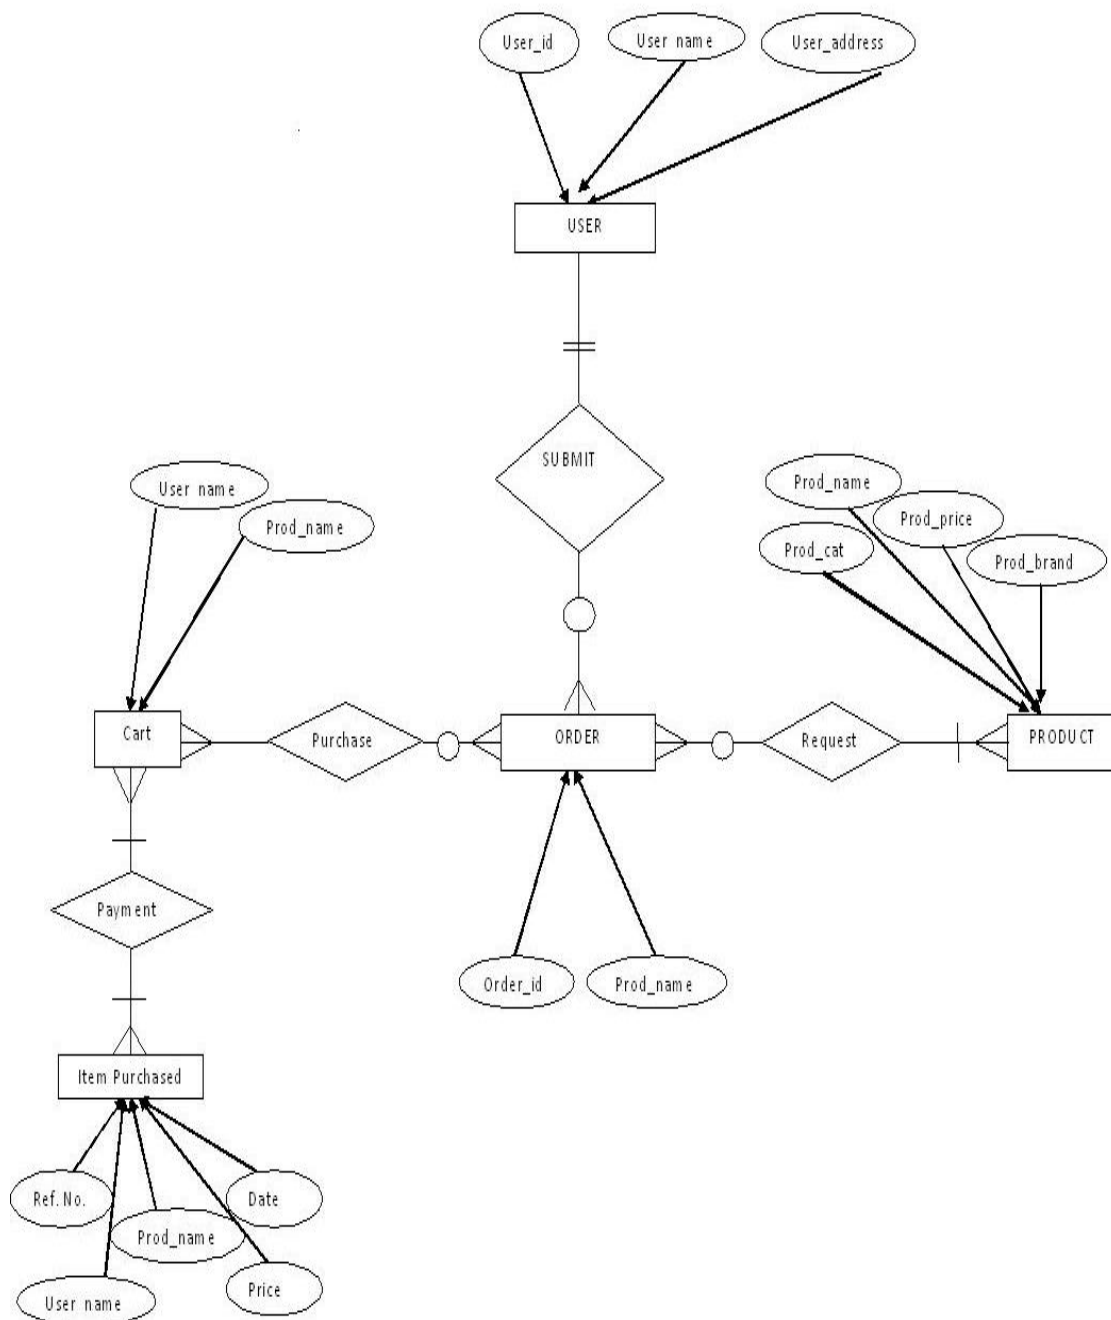 User_id
User name
User_address
USER
SUBMIT
User name
Prod_name
Prod_name
Prod_price
Prod_cat
Prod_brand
Cart
Purchase
ORDER
Request
PRODUCT
Payment
Order_id
Prod_name
Item Purchased
Ref. No.
Date
Prod_name
Price
User name